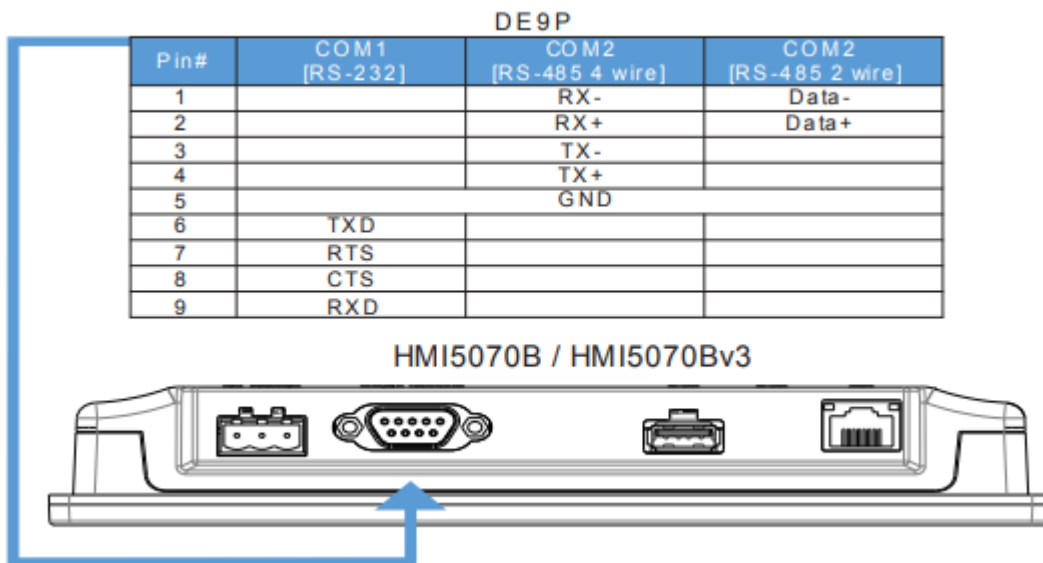 DE9P
Pin# COM1 [RS-232] COM2 [RS-485 4 wire] COM2 [RS-485 2 wire]
1 RX- Data-
2 RX+ Data+
3 TX-
4 TX+
5 GND
6 TXD
7 RTS
8 CTS
9 RXD
HMI5070B / HMI5070Bv3